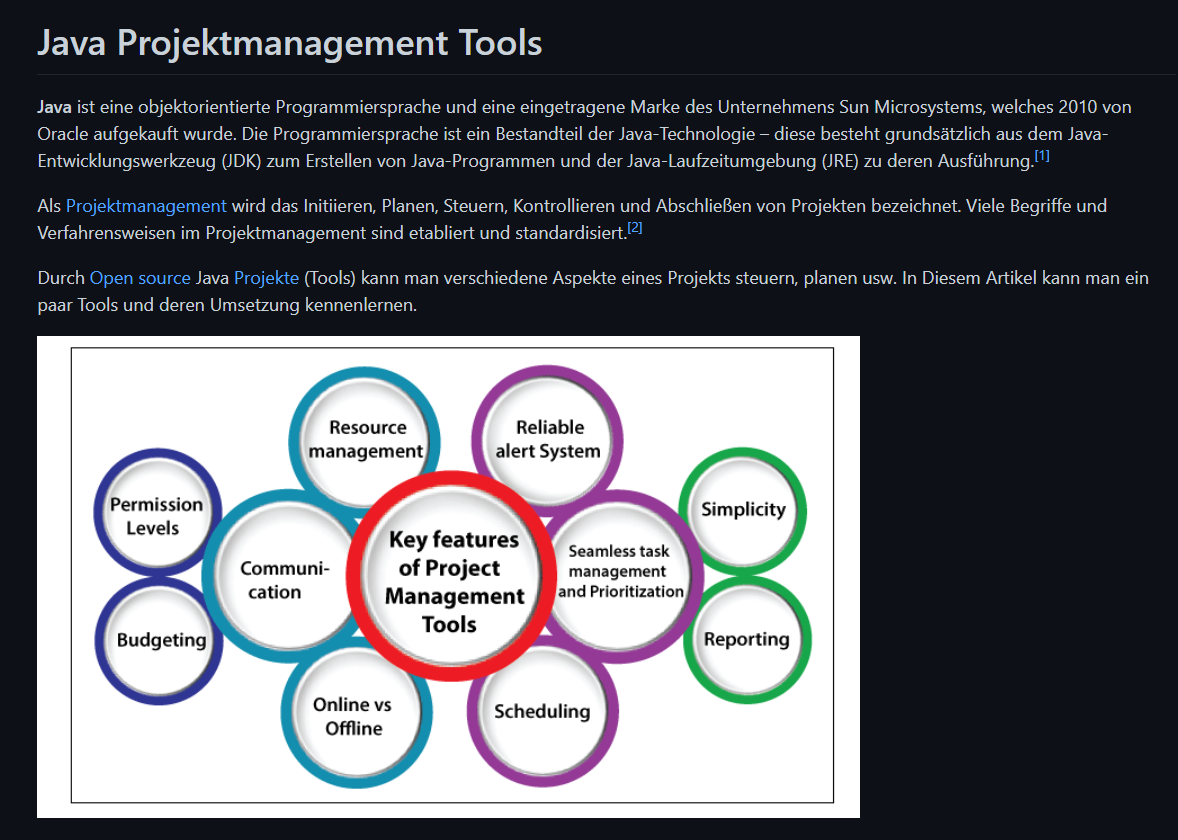 Java Projektmanagement Tools
Java ist eine objektorientierte Programmiersprache und eine eingetragene Marke des Unternehmens Sun Microsystems, welches 2010 von
Oracle aufgekauft wurde. Die Programmiersprache ist ein Bestandteil der Java-Technologie – diese besteht grundsätzlich aus dem Java-
Entwicklungswerkzeug (JDK) zum Erstellen von Java-Programmen und der Java-Laufzeitumgebung (JRE) zu deren Ausführung.[1]
Als Projektmanagement wird das Initiieren, Planen, Steuern, Kontrollieren und Abschließen von Projekten bezeichnet. Viele Begriffe und
Verfahrensweisen im Projektmanagement sind etabliert und standardisiert.[2]
Durch Open source Java Projekte (Tools) kann man verschiedene Aspekte eines Projekts steuern, planen usw. In Diesem Artikel kann man ein
paar Tools und deren Umsetzung kennenlernen.
Resource
management
Reliable
alert System
Permission
Levels
Simplicity
Communi-
cation
Key features
of Project
Management
Tools
Seamless task
management
and Prioritization
Budgeting
Reporting
Online vs
Offline
Scheduling